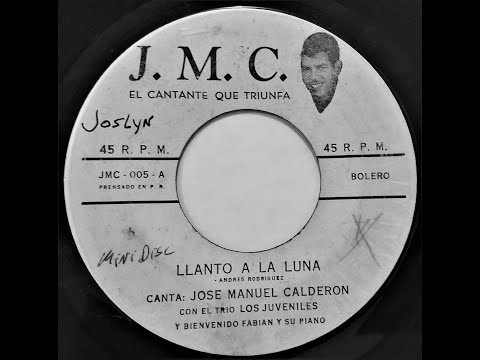 J. M. C.
EL CANTANTE QUE TRIUNFA
Joslyn
45 R. P. M.
45 R. P. M.
JMC - 005 - A
PRENSADO EN P. R.
BOLERO
MINI DISC
LLANTO A LA LUNA
- ANDRES RODRIGUEZ
CANTA: JOSE MANUEL CALDERON
CON EL TRIO LOS JUVENILES
Y BIENVENIDO FABIAN Y SU PIANO